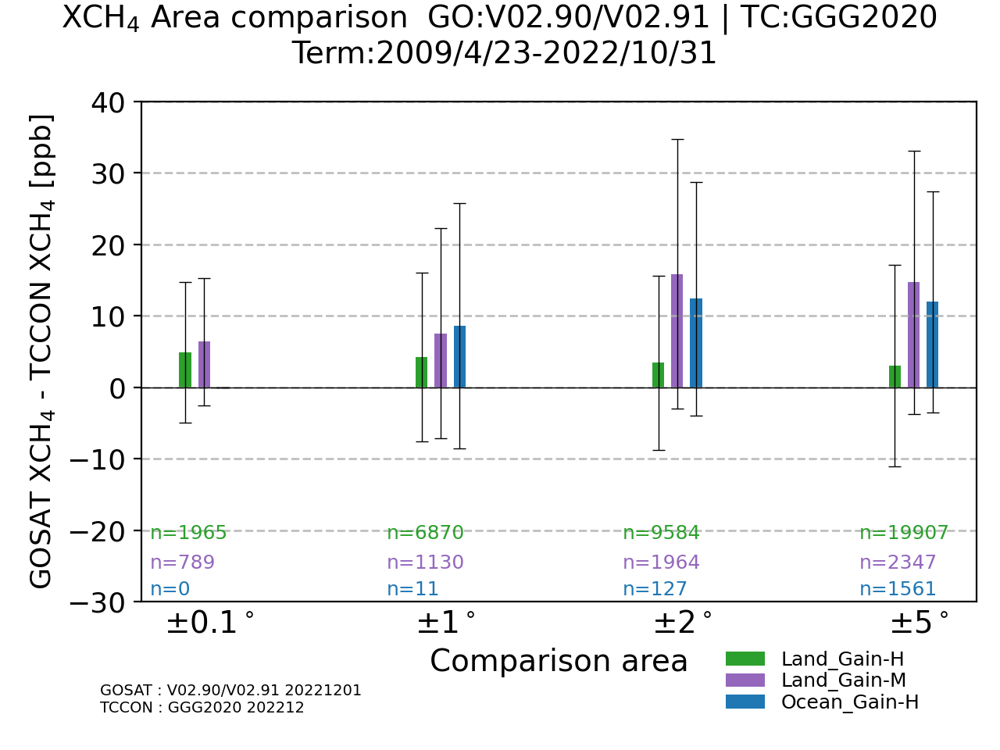 XCH₄ Area comparison  GO:V02.90/V02.91 | TC:GGG2020
Term:2009/4/23-2022/10/31
GOSAT XCH₄ - TCCON XCH₄ [ppb]
40
30
20
10
0
−10
−20
−30
n=1965 n=6870 n=9584 n=19907
n=789 n=1130 n=1964 n=2347
n=0 n=11 n=127 n=1561
±0.1° ±1° ±2° ±5°
Comparison area
Land_Gain-H
Land_Gain-M
Ocean_Gain-H
GOSAT : V02.90/V02.91 20221201
TCCON : GGG2020 202212